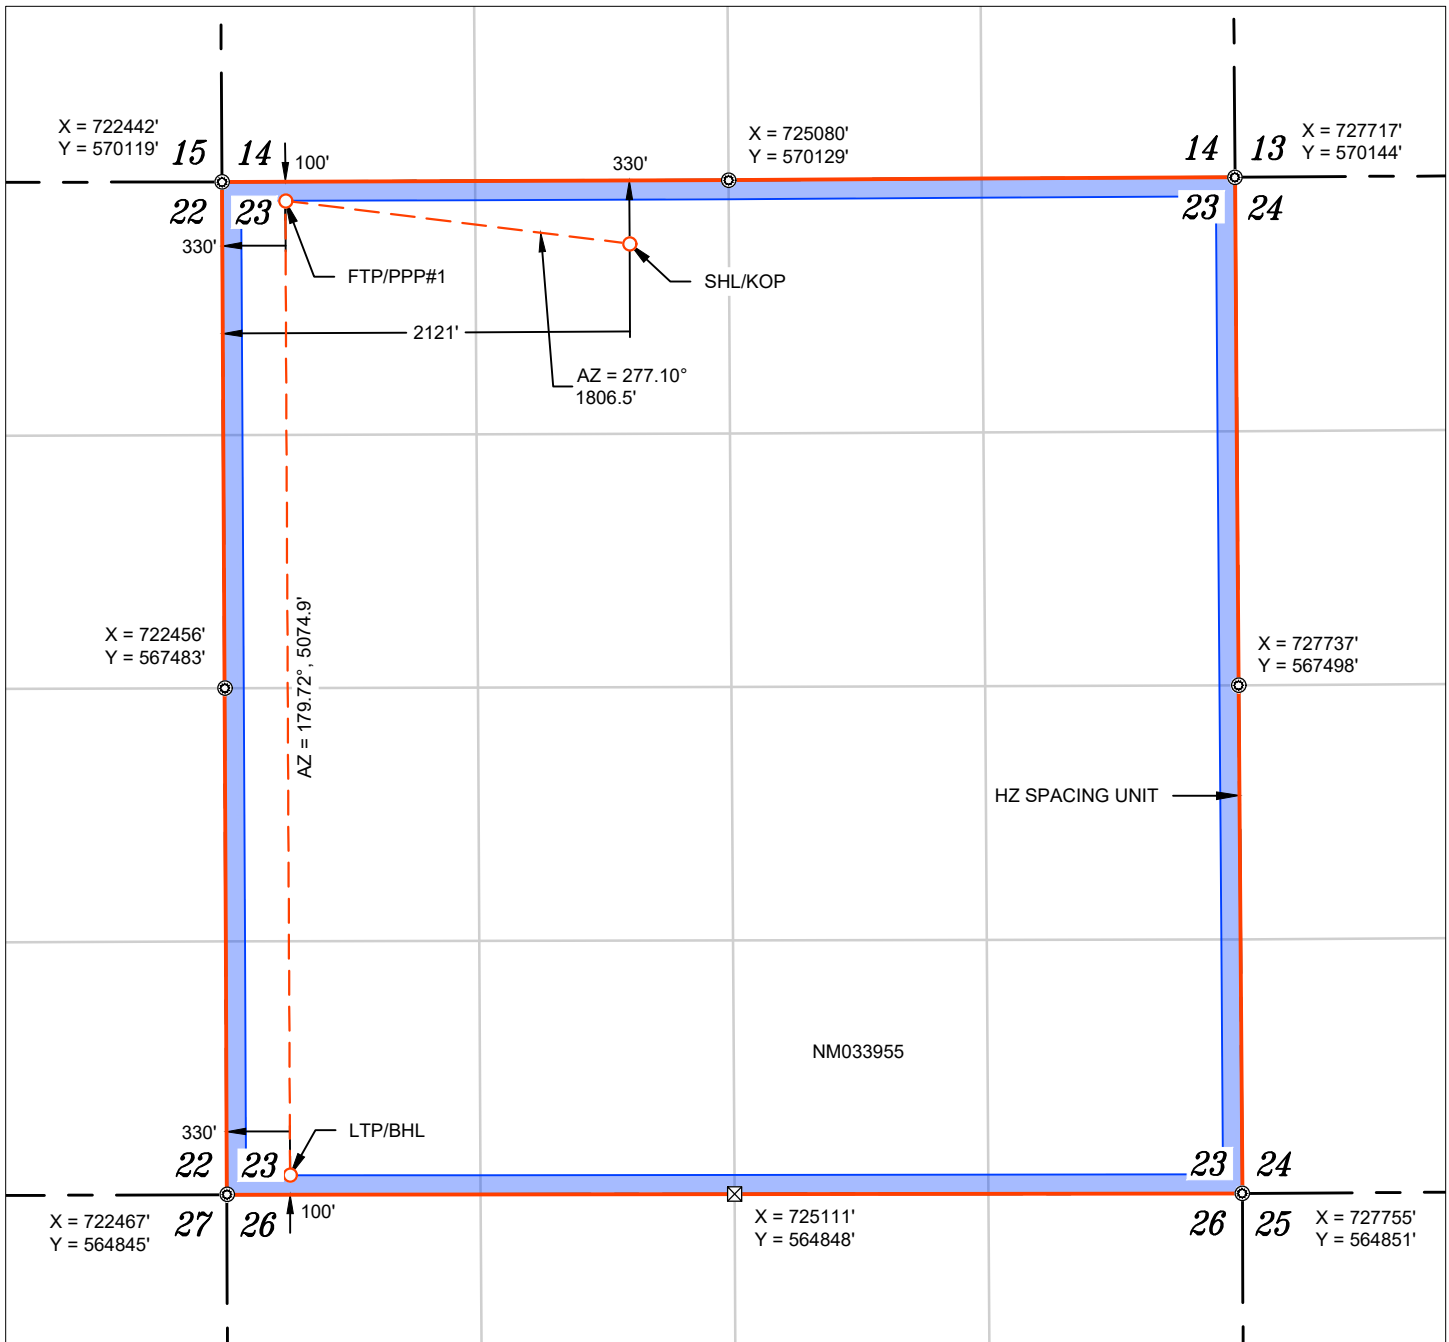 X = 722442'
Y = 570119'
15
14
100'
330'
X = 725080'
Y = 570129'
14
13
X = 727717'
Y = 570144'
22
23
23
24
330'
FTP/PPP#1
SHL/KOP
2121'
AZ = 277.10°
1806.5'
AZ = 179.72°, 5074.9'
X = 722456'
Y = 567483'
X = 727737'
Y = 567498'
HZ SPACING UNIT
NM033955
330'
LTP/BHL
22
23
23
24
X = 722467'
Y = 564845'
27
26
100'
X = 725111'
Y = 564848'
26
25
X = 727755'
Y = 564851'